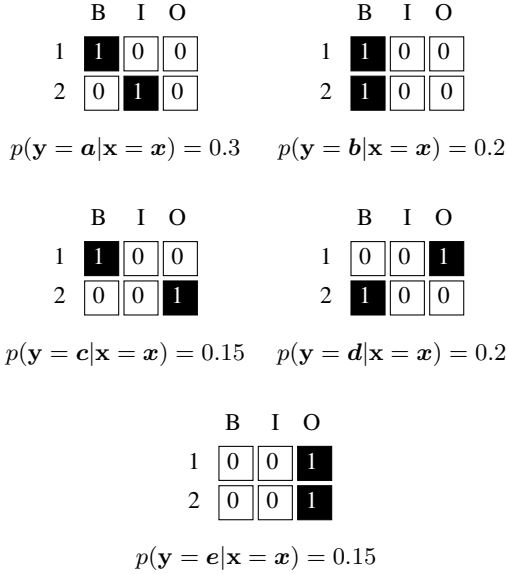 B I O B I O
1 1 0 0 1 1 0 0
2 0 1 0 2 1 0 0
p(y = a|x = x) = 0.3 p(y = b|x = x) = 0.2
B I O B I O
1 1 0 0 1 0 0 1
2 0 0 1 2 1 0 0
p(y = c|x = x) = 0.15 p(y = d|x = x) = 0.2
B I O
1 0 0 1
2 0 0 1
p(y = e|x = x) = 0.15